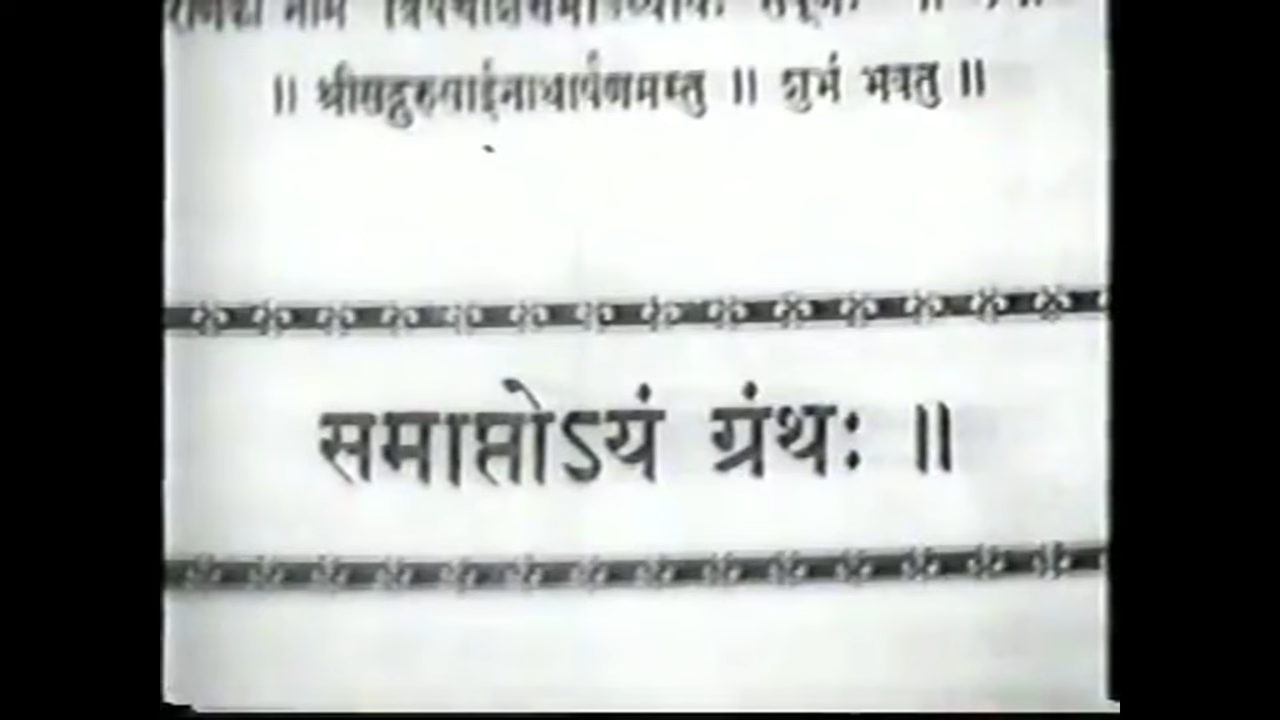 नाम
॥ श्रीसद्गुरुसाईनाथार्पणमस्तु ॥ शुभं भवतु ॥
समाप्तोऽयं ग्रंथः ॥